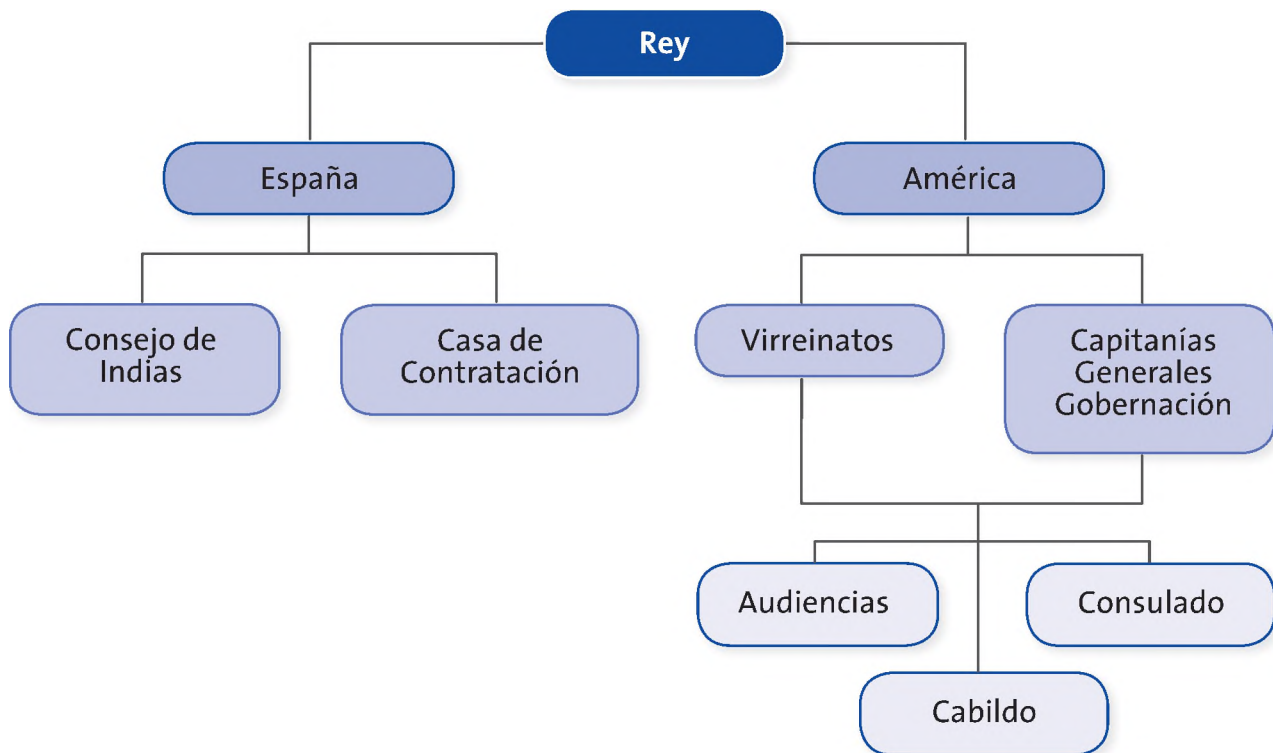 Rey
España
América
Consejo de
Indias
Casa de
Contratación
Virreinatos
Capitanías
Generales
Gobernación
Audiencias
Consulado
Cabildo